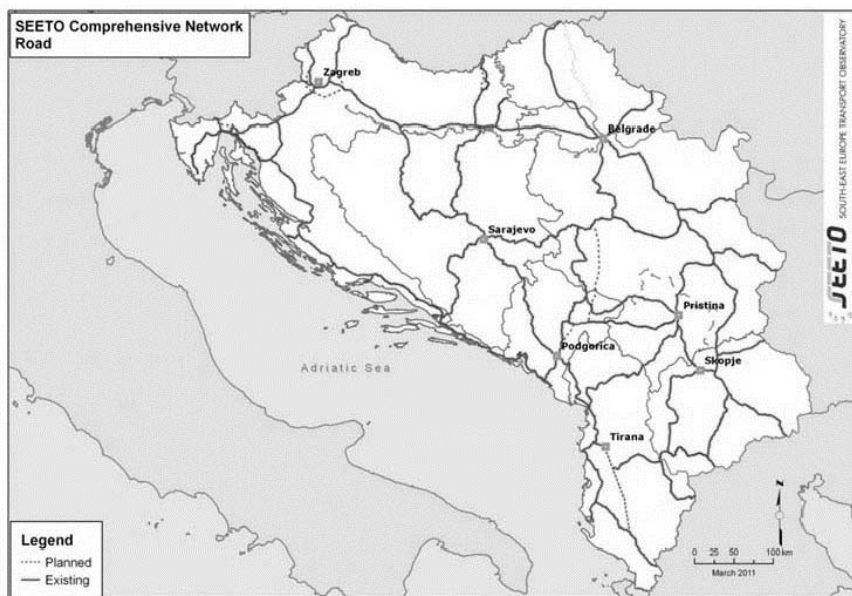 SEETO Comprehensive Network
Road
Zagreb
Belgrade
Sarajevo
Pristina
Podgorica
Skopje
Adriatic Sea
Tirana
SOUTH-EAST EUROPE TRANSPORT OBSERVATORY
SEETO
Legend
Planned
Existing
N
0 25 50 100 km
March 2011